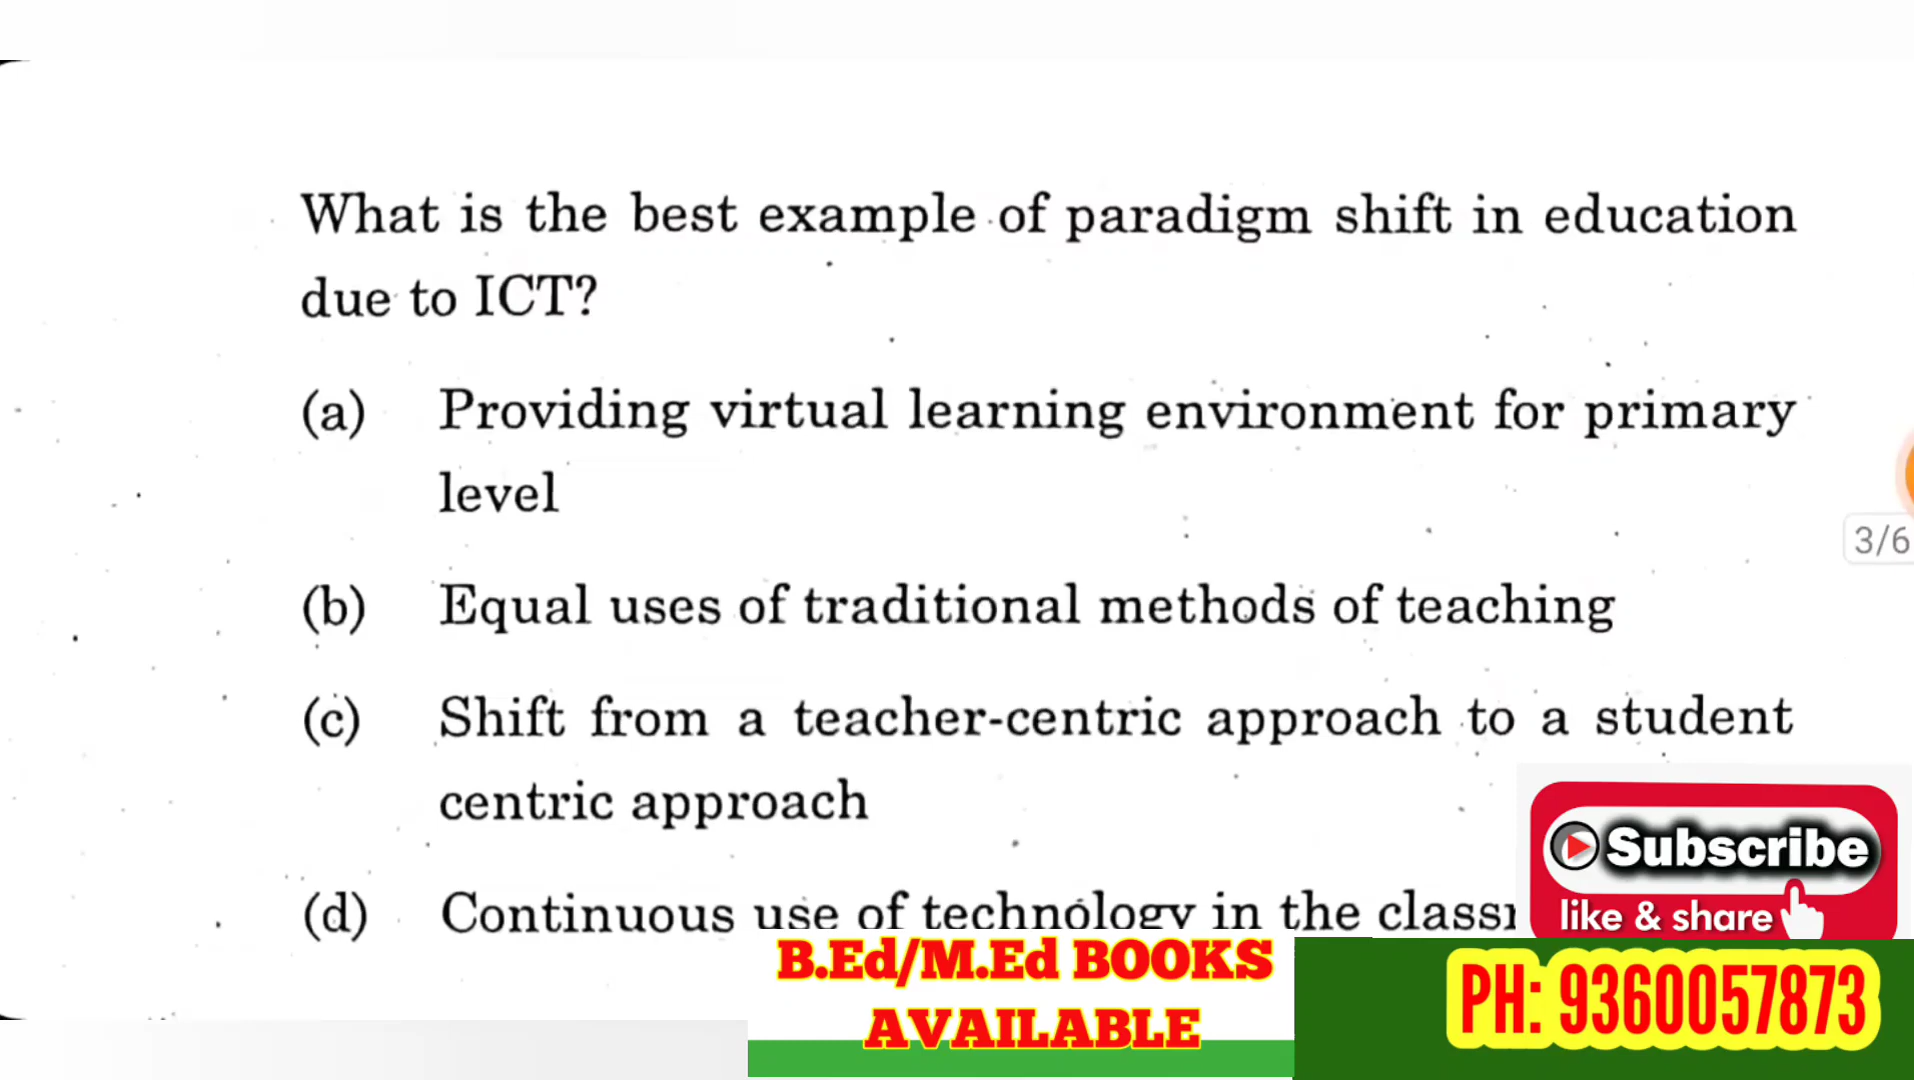 What is the best example of paradigm shift in education
due to ICT?
(a) Providing virtual learning environment for primary
level
3/6
(b) Equal uses of traditional methods of teaching
(c) Shift from a teacher-centric approach to a student
centric approach
(d) Continuous use of technology in the
Subscribe
like & share
B.Ed/M.Ed BOOKS
AVAILABLE
PH: 9360057873